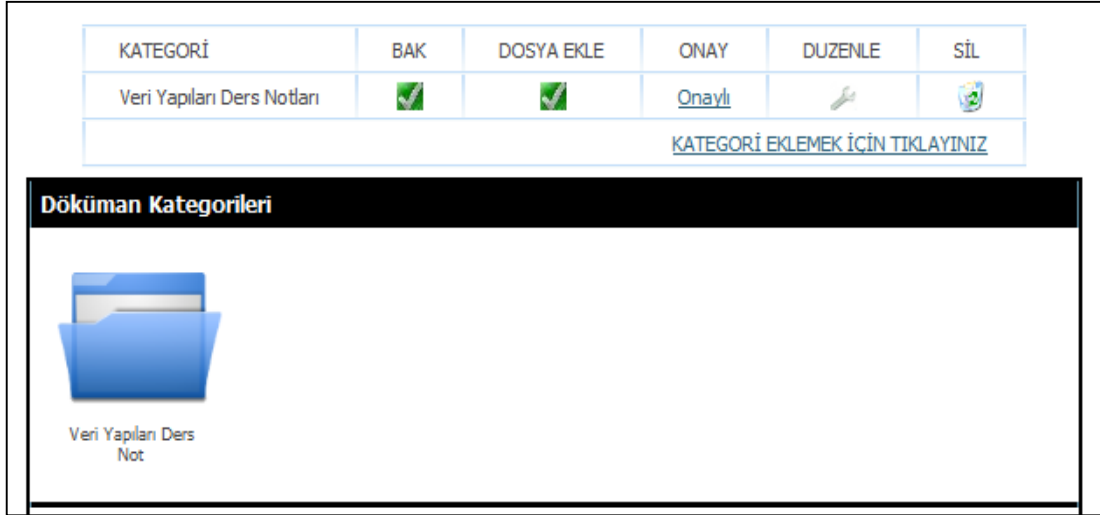 KATEGORİ BAK DOSYA EKLE ONAY DUZENLE SİL
Veri Yapıları Ders Notları Onaylı
KATEGORİ EKLEMEK İÇİN TIKLAYINIZ
Döküman Kategorileri
Veri Yapıları Ders
Not